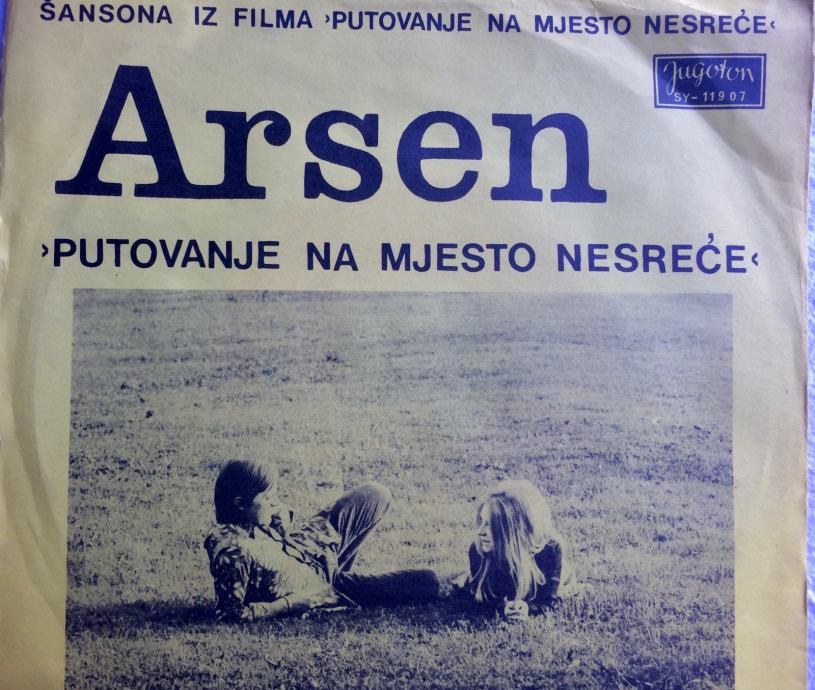 ŠANSONA IZ FILMA ›PUTOVANJE NA MJESTO NESREĆE‹
Jugoton
SY-11907
Arsen
›PUTOVANJE NA MJESTO NESREĆE‹